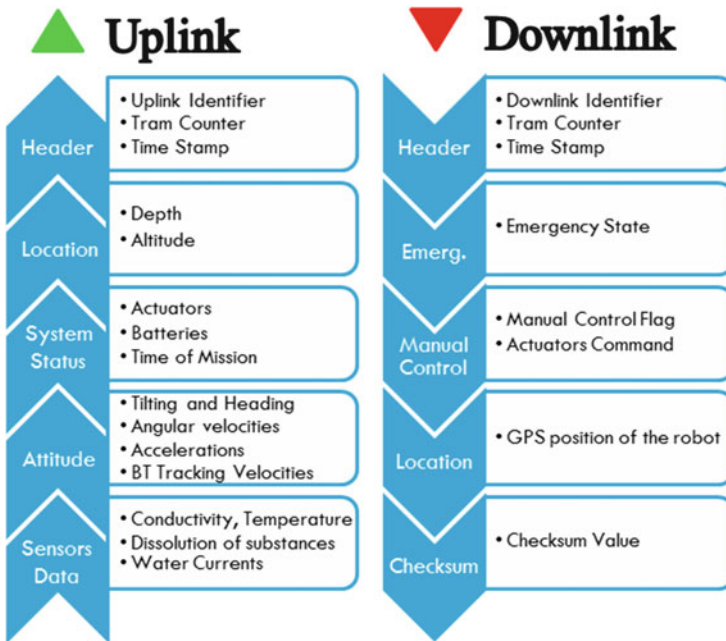 Uplink
Header
• Uplink Identifier
• Tram Counter
• Time Stamp
Location
• Depth
• Altitude
System
Status
• Actuators
• Batteries
• Time of Mission
Attitude
• Tilting and Heading
• Angular velocities
• Accelerations
• BT Tracking Velocities
Sensors
Data
• Conductivity, Temperature
• Dissolution of substances
• Water Currents
Downlink
Header
• Downlink Identifier
• Tram Counter
• Time Stamp
Emerg.
• Emergency State
Manual
Control
• Manual Control Flag
• Actuators Command
Location
• GPS position of the robot
Checksum
• Checksum Value